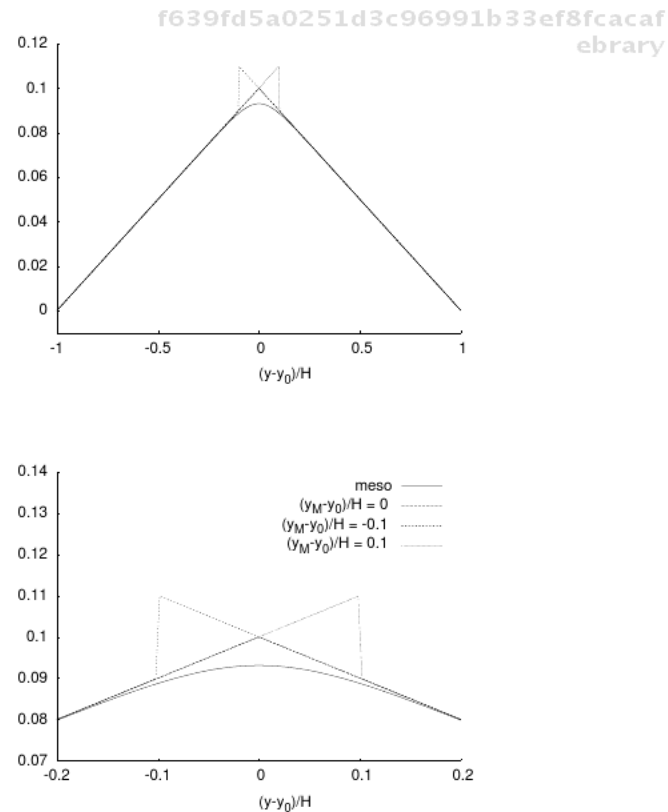 f639fd5a0251d3c96991b33ef8fcacaf
ebrary
0.12
0.1
0.08
0.06
0.04
0.02
0
-1 -0.5 0 0.5 1
(y-y0)/H
0.14
0.13
0.12
0.11
0.1
0.09
0.08
0.07
meso
(yM-y0)/H = 0
(yM-y0)/H = -0.1
(yM-y0)/H = 0.1
-0.2 -0.1 0 0.1 0.2
(y-y0)/H